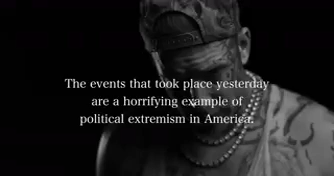 The events that took place yesterday
are a horrifying example of
political extremism in America.